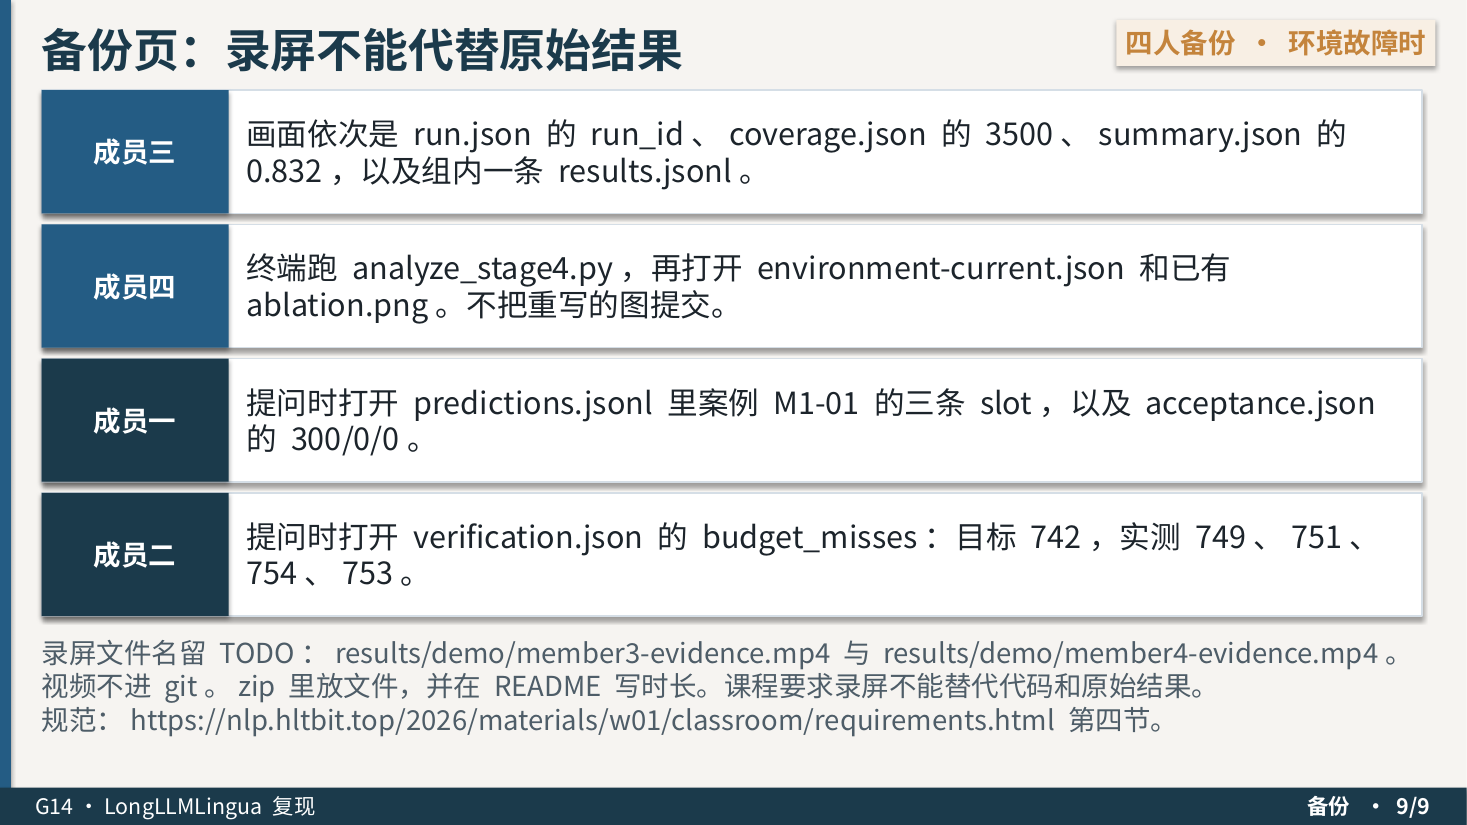 备份页：录屏不能代替原始结果
四人备份 · 环境故障时
成员三
画面依次是 run.json 的 run_id、coverage.json 的 3500、summary.json 的
0.832，以及组内一条 results.jsonl。
成员四
终端跑 analyze_stage4.py，再打开 environment-current.json 和已有
ablation.png。不把重写的图提交。
成员一
提问时打开 predictions.jsonl 里案例 M1-01 的三条 slot，以及 acceptance.json
的 300/0/0。
成员二
提问时打开 verification.json 的 budget_misses：目标 742，实测 749、751、
754、753。
录屏文件名留 TODO：results/demo/member3-evidence.mp4 与 results/demo/member4-evidence.mp4。
视频不进 git。zip 里放文件，并在 README 写时长。课程要求录屏不能替代代码和原始结果。
规范：https://nlp.hltbit.top/2026/materials/w01/classroom/requirements.html 第四节。
G14 · LongLLMLingua 复现
备份 · 9/9